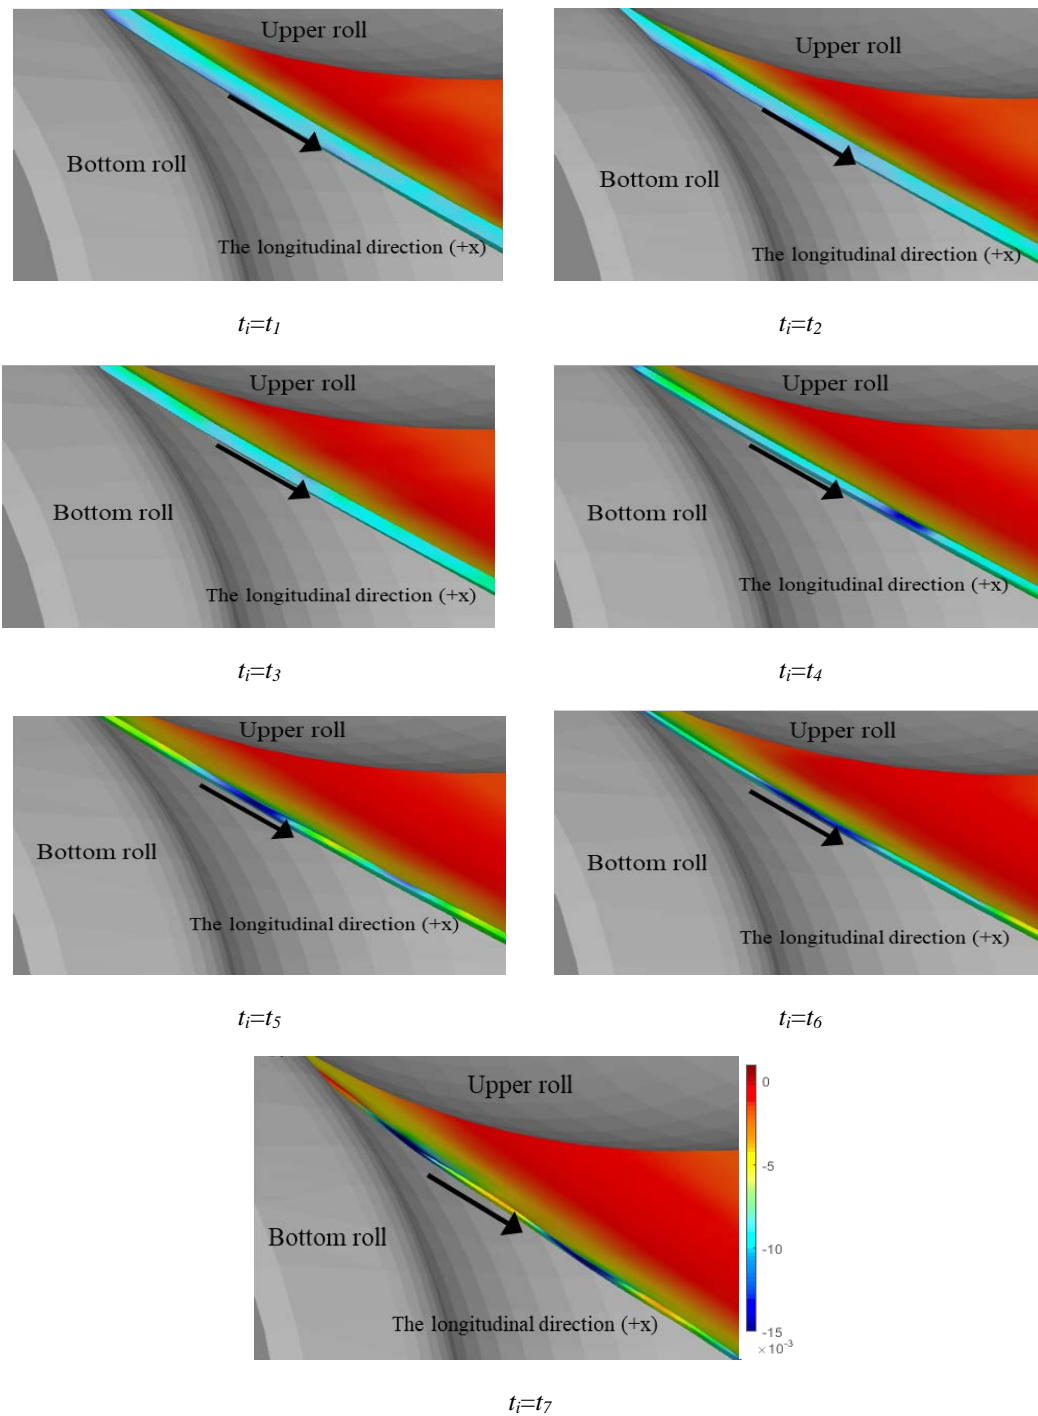 Upper roll
Bottom roll
The longitudinal direction (+x)
Upper roll
Bottom roll
The longitudinal direction (+x)
tᵢ=t₁
tᵢ=t₂
Upper roll
Bottom roll
The longitudinal direction (+x)
Upper roll
Bottom roll
The longitudinal direction (+x)
tᵢ=t₃
tᵢ=t₄
Upper roll
Bottom roll
The longitudinal direction (+x)
Upper roll
Bottom roll
The longitudinal direction (+x)
tᵢ=t₅
tᵢ=t₆
Upper roll
Bottom roll
The longitudinal direction (+x)
0
-5
-10
-15
×10⁻³
tᵢ=t₇